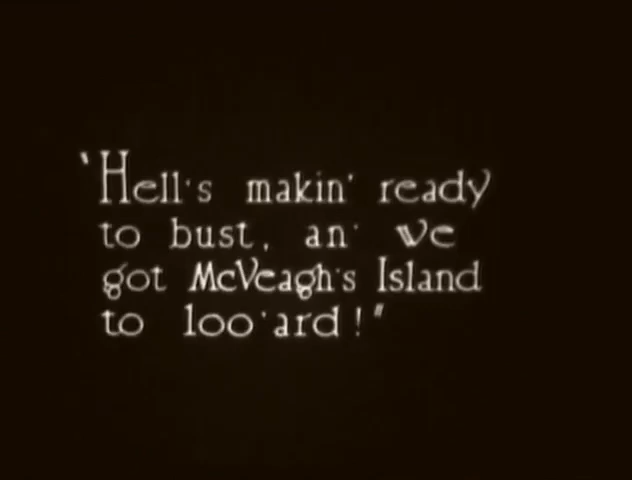 'Hell's makin' ready
to bust, an' we
got McVeagh's Island
to loo'ard!"